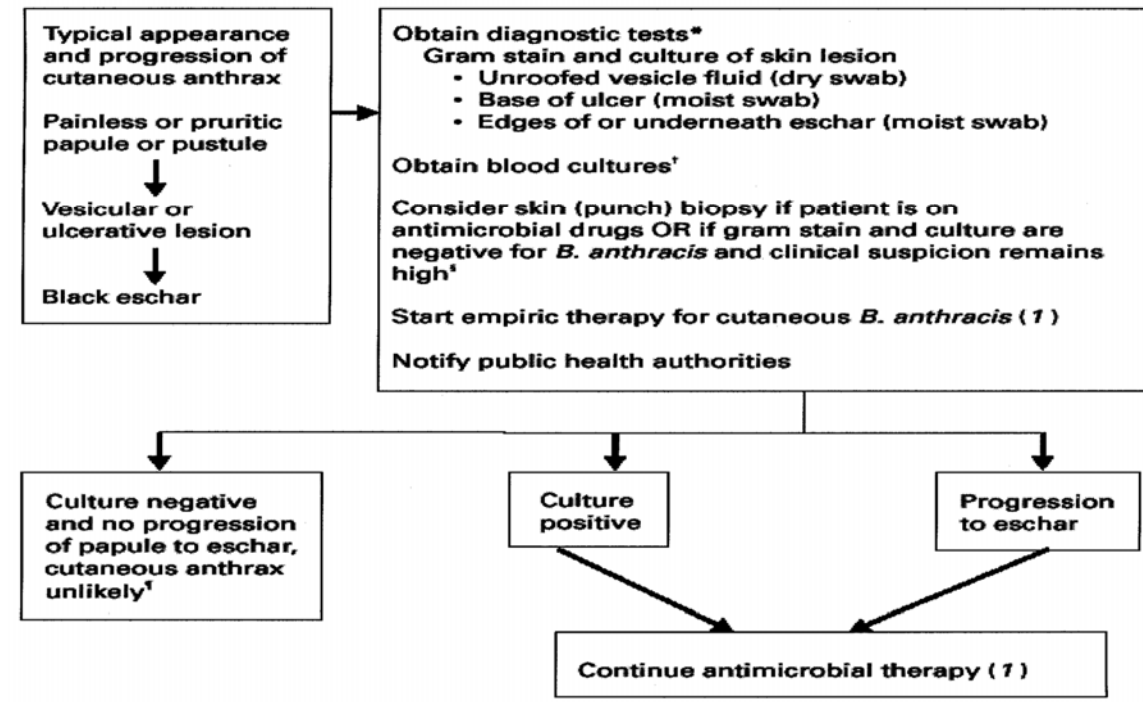 Typical appearance
and progression of
cutaneous anthrax
Painless or pruritic
papule or pustule
Vesicular or
ulcerative lesion
Black eschar
Obtain diagnostic tests*
Gram stain and culture of skin lesion
• Unroofed vesicle fluid (dry swab)
• Base of ulcer (moist swab)
• Edges of or underneath eschar (moist swab)
Obtain blood cultures†
Consider skin (punch) biopsy if patient is on
antimicrobial drugs OR if gram stain and culture are
negative for B. anthracis and clinical suspicion remains
high§
Start empiric therapy for cutaneous B. anthracis (1)
Notify public health authorities
Culture negative
and no progression
of papule to eschar,
cutaneous anthrax
unlikely¶
Culture
positive
Progression
to eschar
Continue antimicrobial therapy (1)